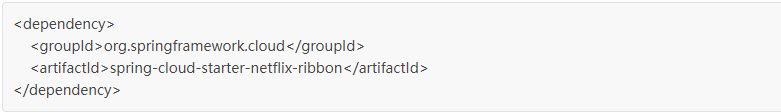 <dependency>
    <groupId>org.springframework.cloud</groupId>
    <artifactId>spring-cloud-starter-netflix-ribbon</artifactId>
</dependency>